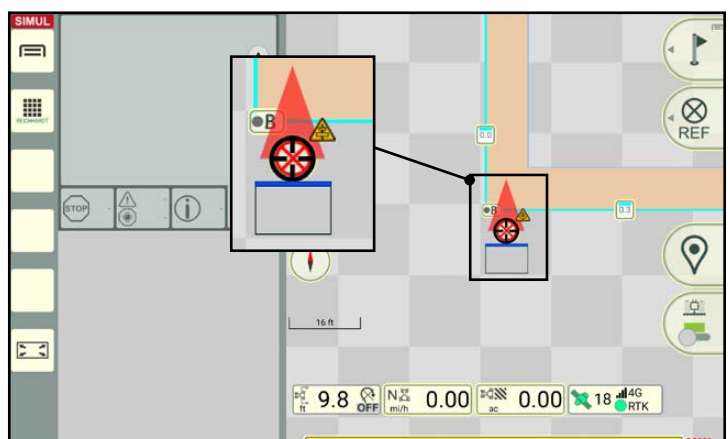 SIMUL
REICHHARDT
STOP
B
0.0
REF
B
0.3
16 ft
ft 9.8 OFF
N mi/h 0.00
ac 0.00
18 4G RTK